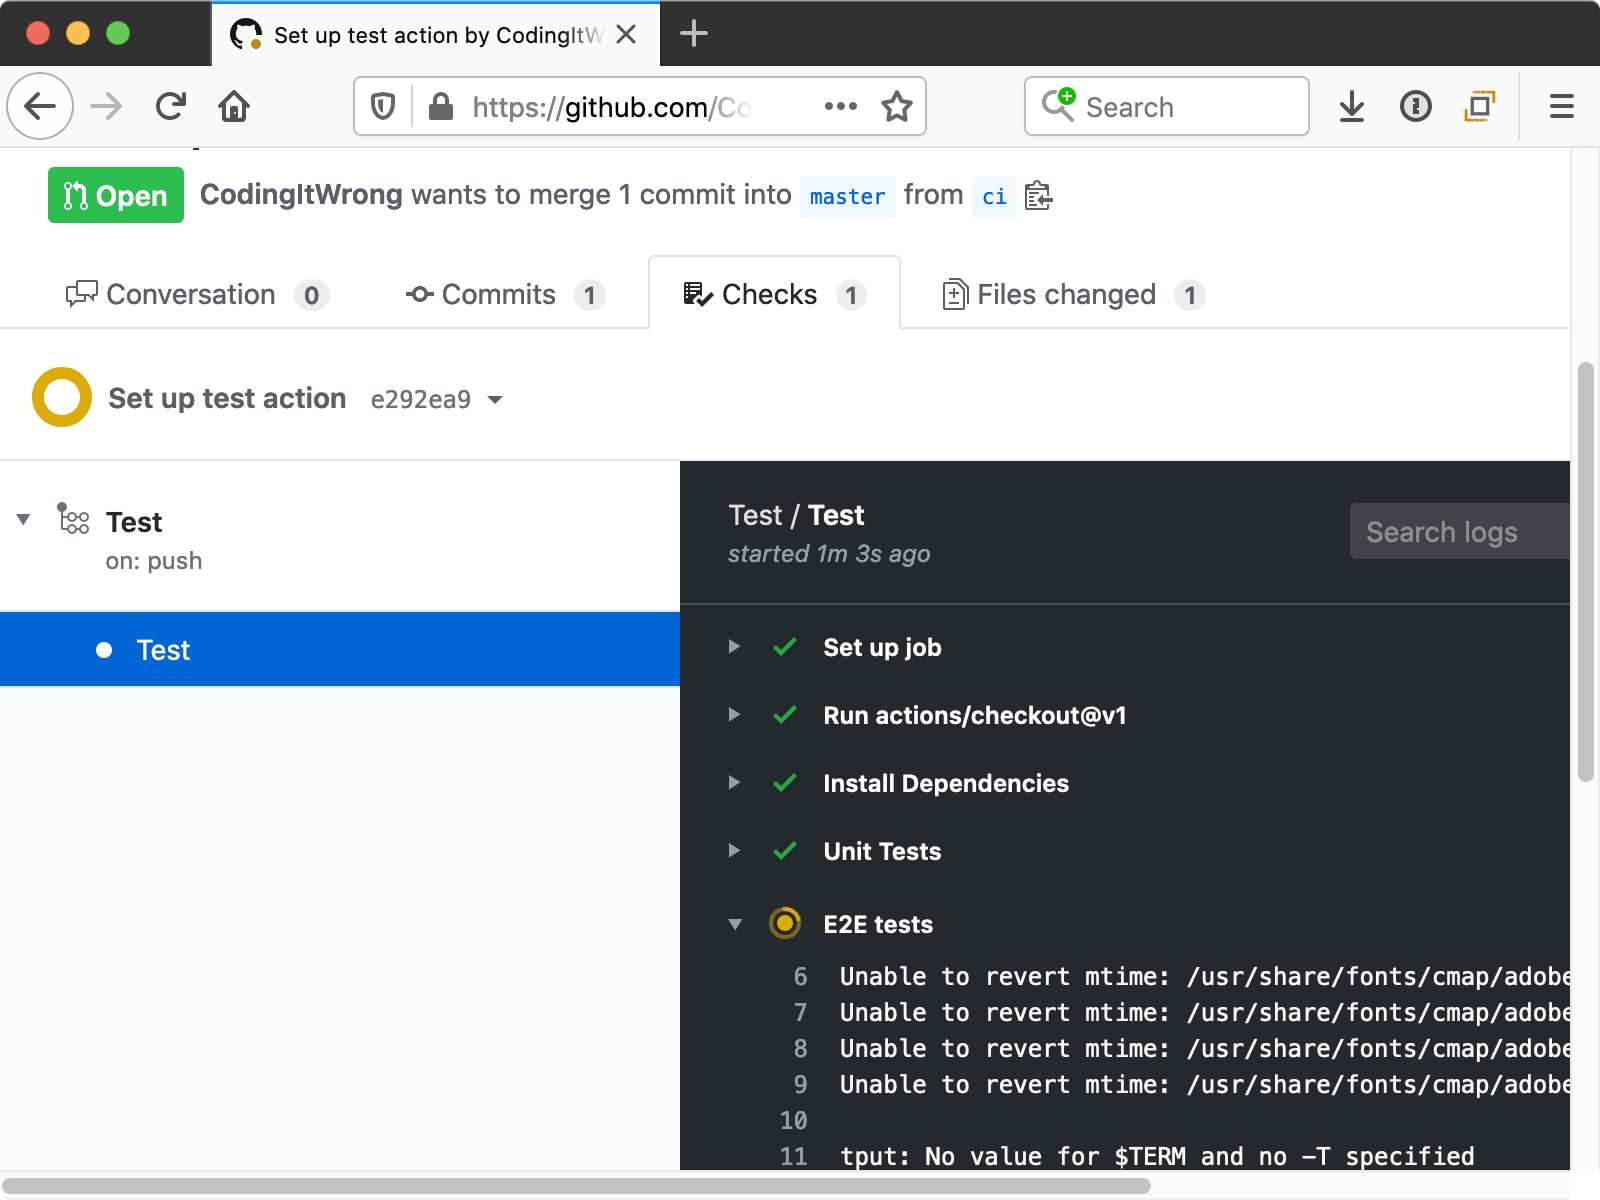 Set up test action by CodingItW
https://github.com/Co
Search
Open
CodingItWrong wants to merge 1 commit into master from ci
Conversation 0
Commits 1
Checks 1
Files changed 1
Set up test action e292ea9
Test
on: push
Test
Test / Test
started 1m 3s ago
Search logs
Set up job
Run actions/checkout@v1
Install Dependencies
Unit Tests
E2E tests
6 Unable to revert mtime: /usr/share/fonts/cmap/adobe
7 Unable to revert mtime: /usr/share/fonts/cmap/adobe
8 Unable to revert mtime: /usr/share/fonts/cmap/adobe
9 Unable to revert mtime: /usr/share/fonts/cmap/adobe
10
11 tput: No value for $TERM and no -T specified